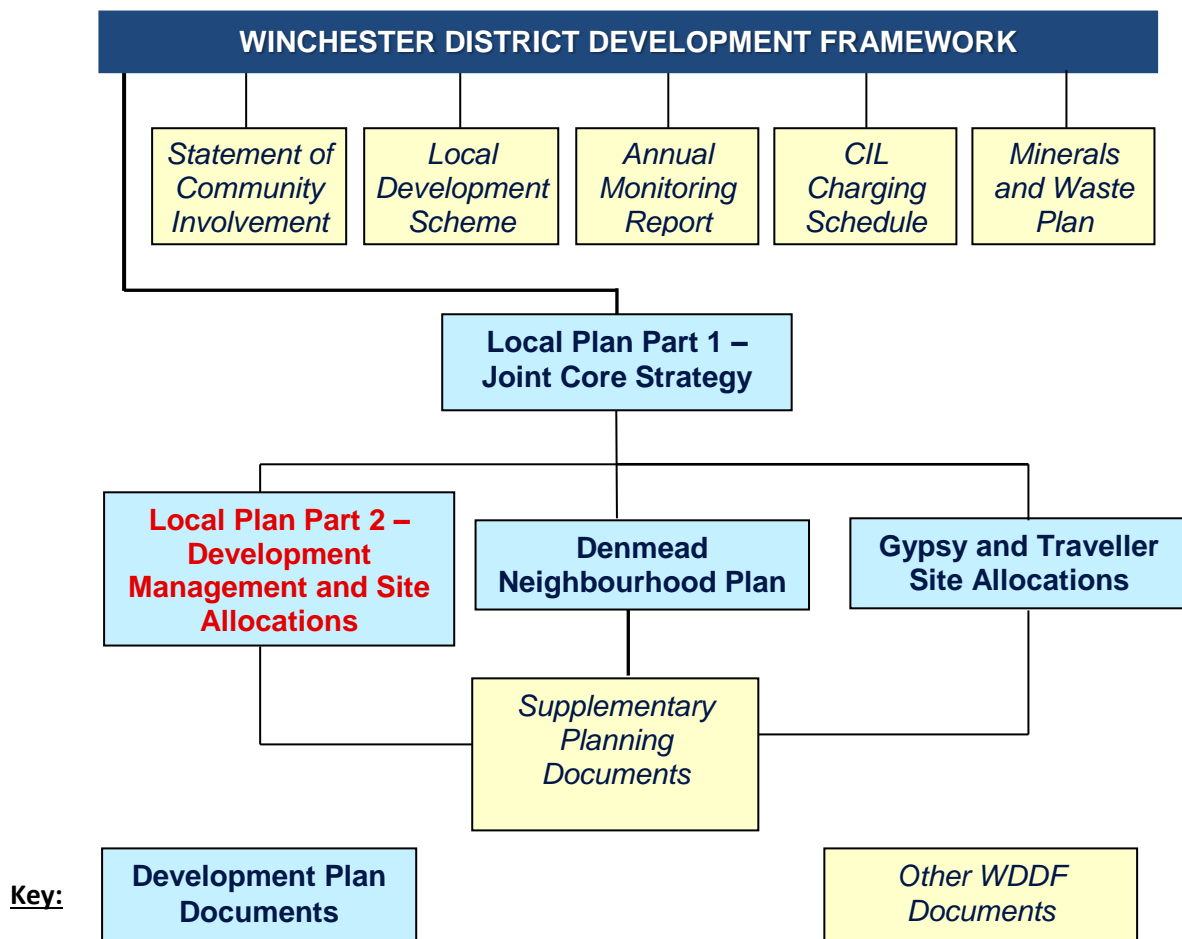 WINCHESTER DISTRICT DEVELOPMENT FRAMEWORK
Statement of
Community
Involvement
Local
Development
Scheme
Annual
Monitoring
Report
CIL
Charging
Schedule
Minerals
and Waste
Plan
Local Plan Part 1 –
Joint Core Strategy
Local Plan Part 2 –
Development
Management and Site
Allocations
Denmead
Neighbourhood Plan
Gypsy and Traveller
Site Allocations
Supplementary
Planning
Documents
Key:
Development Plan
Documents
Other WDDF
Documents